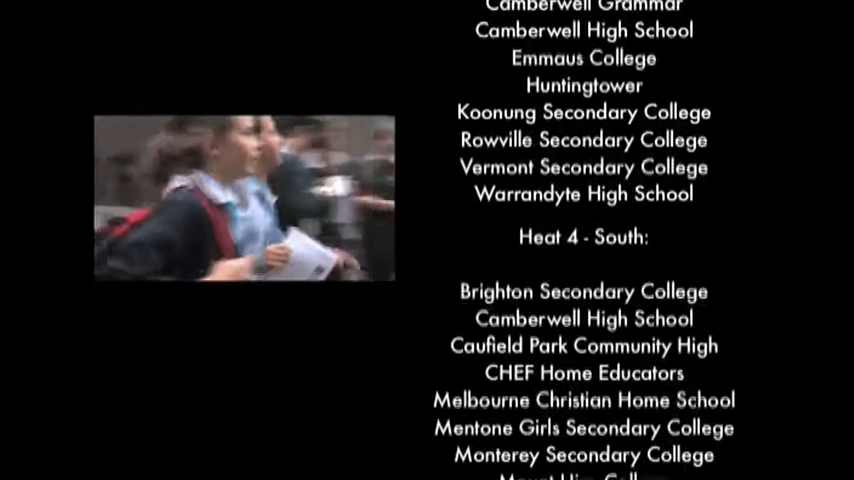 Camberwell Grammar
Camberwell High School
Emmaus College
Huntingtower
Koonung Secondary College
Rowville Secondary College
Vermont Secondary College
Warrandyte High School
Heat 4 - South:
Brighton Secondary College
Camberwell High School
Caufield Park Community High
CHEF Home Educators
Melbourne Christian Home School
Mentone Girls Secondary College
Monterey Secondary College